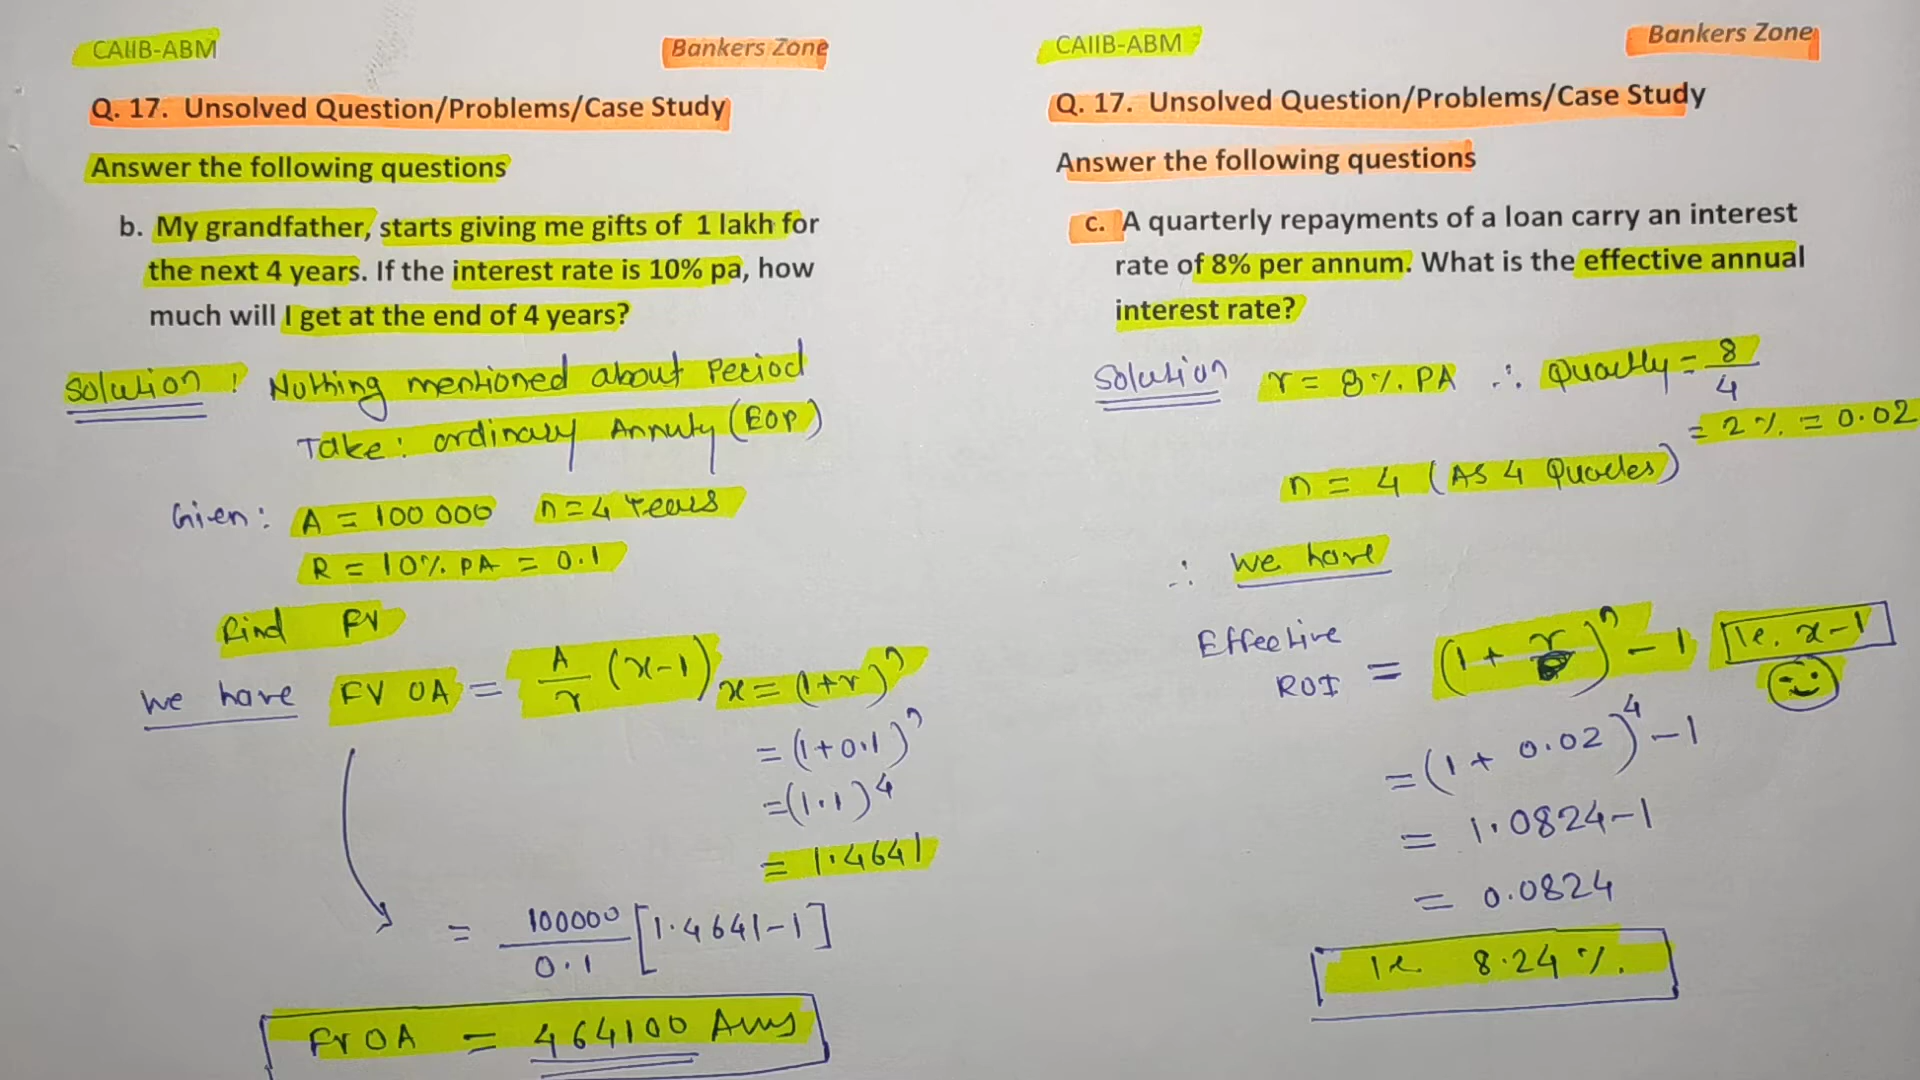 CAIIB-ABM
Bankers Zone
Q. 17. Unsolved Question/Problems/Case Study
Answer the following questions
b. My grandfather, starts giving me gifts of 1 lakh for
the next 4 years. If the interest rate is 10% pa, how
much will I get at the end of 4 years?
Solution : Nothing mentioned about Period
Take: ordinary Annuty (EOP)
Given: A = 100 000 n = 4 Years
R = 10% PA = 0.1
Find FV
we have FV OA = A/r (x-1) x = (1+r)^n
= (1+0.1)^n
= (1.1)^4
= 1.4641
= 100000/0.1 [1.4641-1]
FV OA = 464100 Ans
CAIIB-ABM
Bankers Zone
Q. 17. Unsolved Question/Problems/Case Study
Answer the following questions
c. A quarterly repayments of a loan carry an interest
rate of 8% per annum. What is the effective annual
interest rate?
Solution r = 8% PA ∴ Quartly = 8/4
= 2% = 0.02
n = 4 (AS 4 Quarters)
∴ we have
Effective ROI = (1 + r)^n - 1 Ie. x-1
= (1 + 0.02)^4 - 1
= 1.0824-1
= 0.0824
Ie 8.24 %.